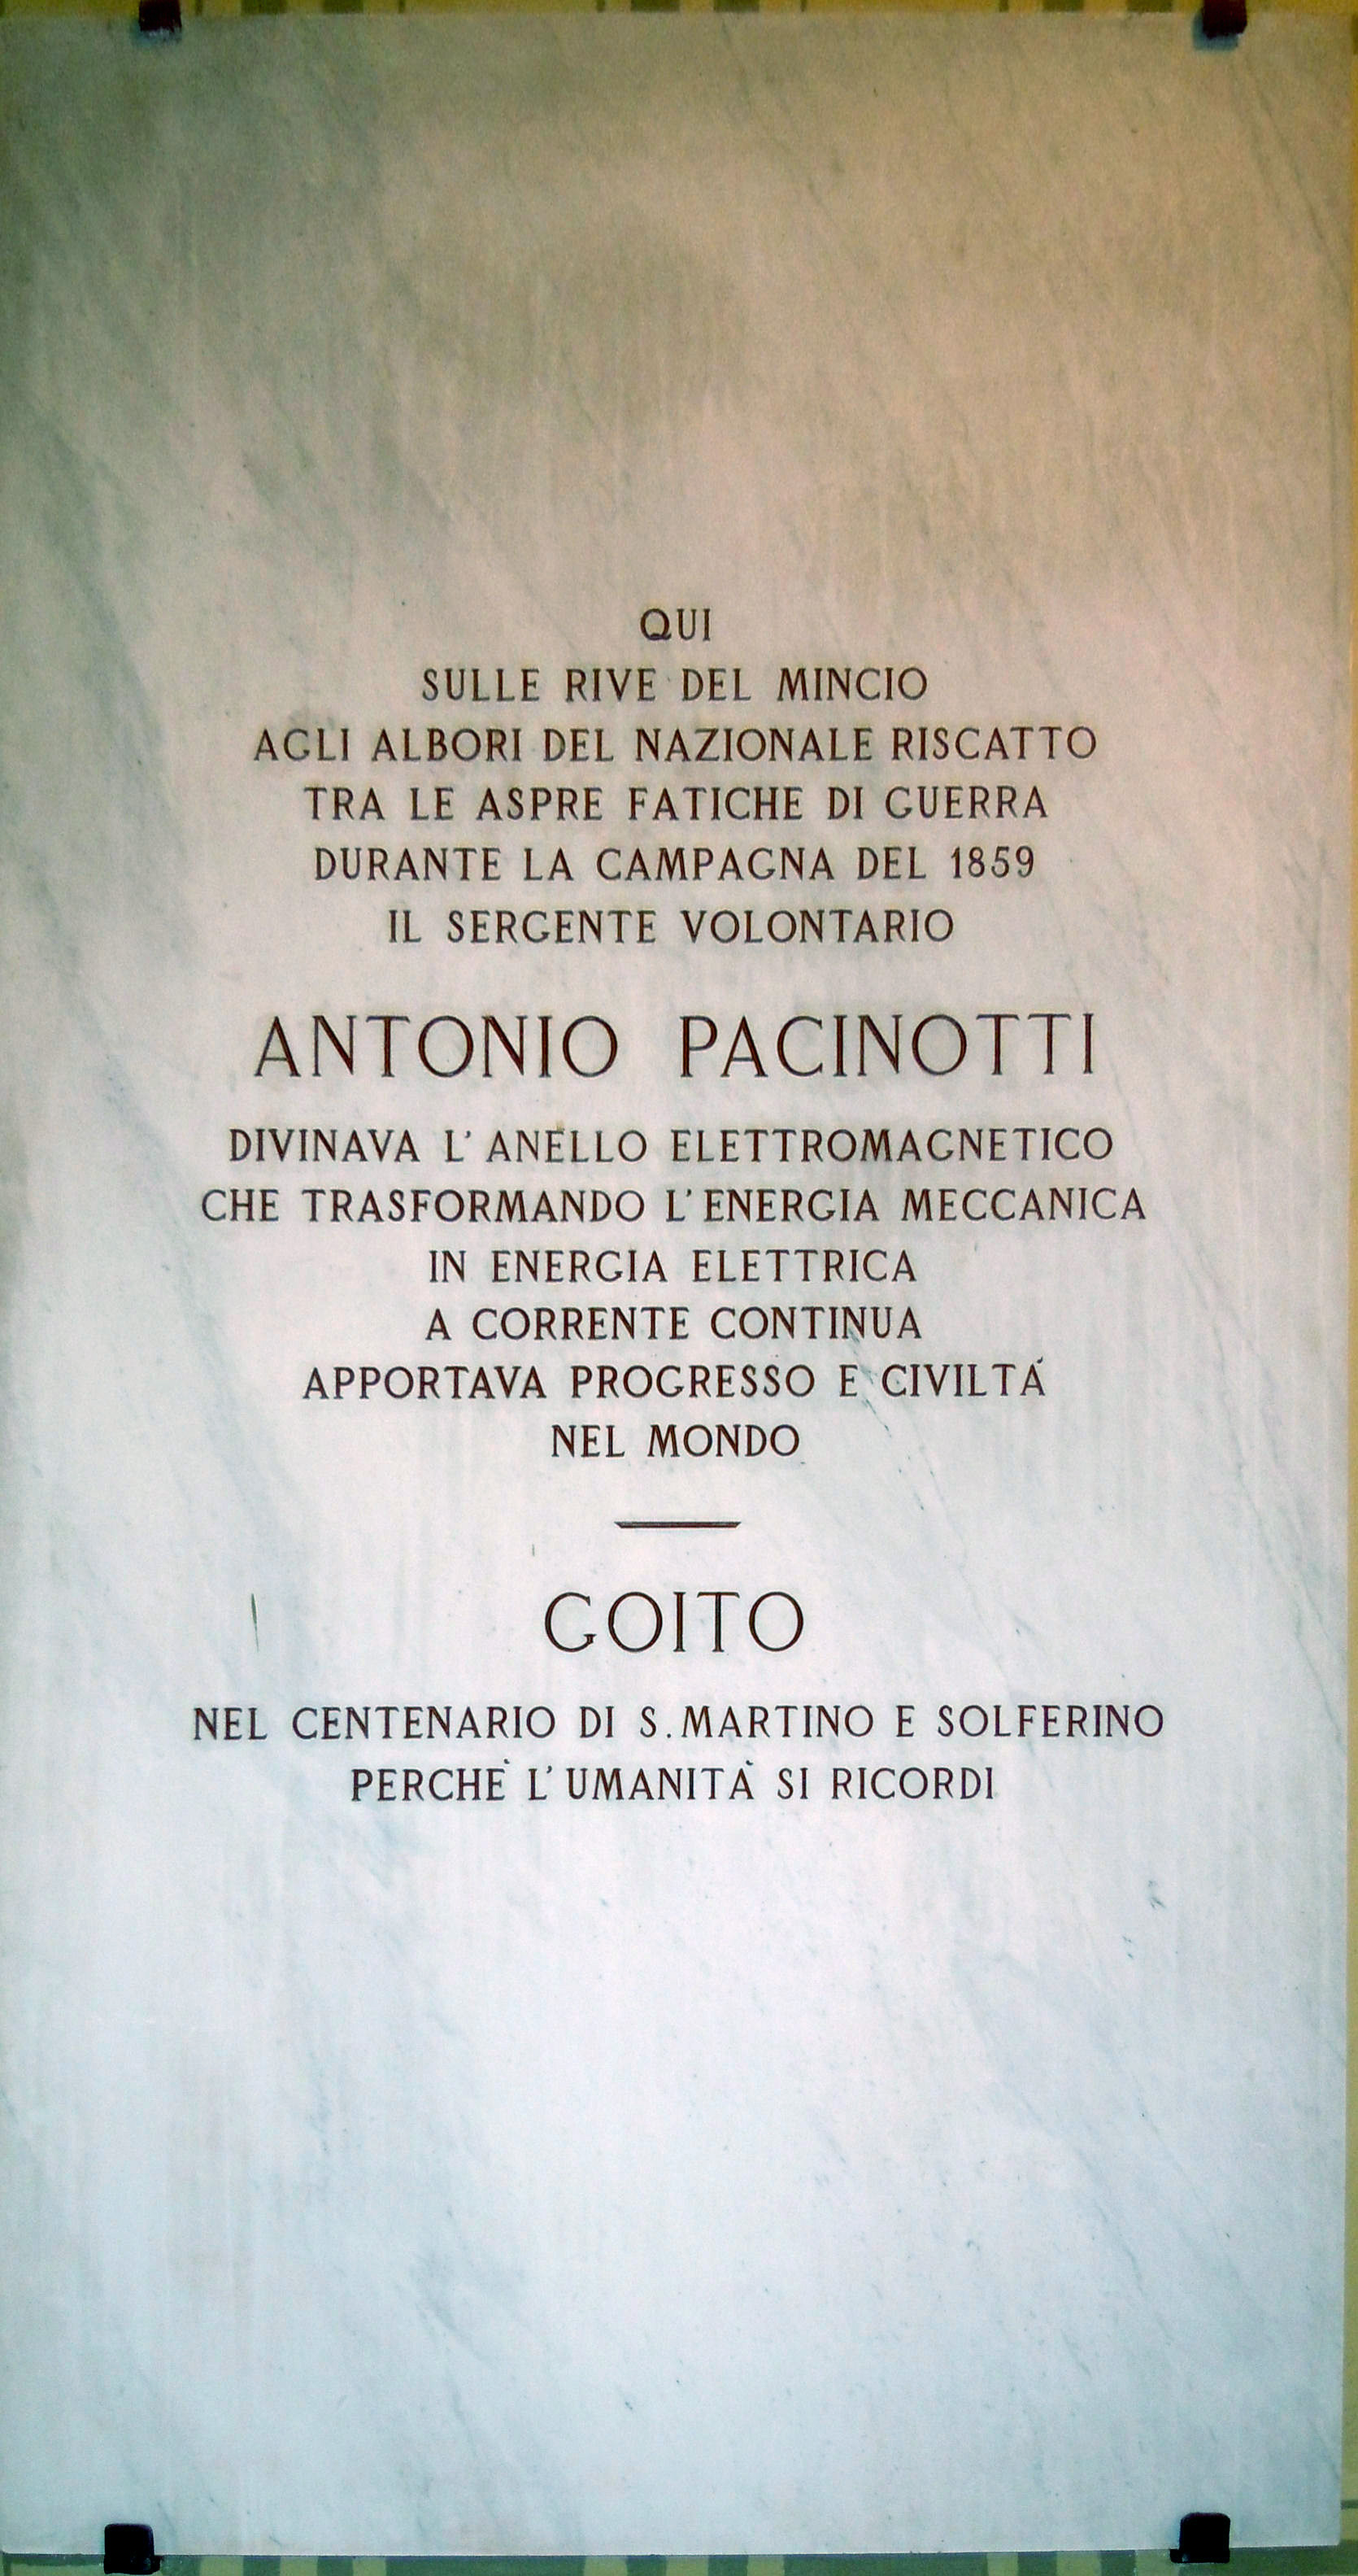 QUI
SULLE RIVE DEL MINCIO
AGLI ALBORI DEL NAZIONALE RISCATTO
TRA LE ASPRE FATICHE DI GUERRA
DURANTE LA CAMPAGNA DEL 1859
IL SERGENTE VOLONTARIO
ANTONIO PACINOTTI
DIVINAVA L' ANELLO ELETTROMAGNETICO
CHE TRASFORMANDO L' ENERGIA MECCANICA
IN ENERGIA ELETTRICA
A CORRENTE CONTINUA
APPORTAVA PROGRESSO E CIVILTÁ
NEL MONDO
GOITO
NEL CENTENARIO DI S. MARTINO E SOLFERINO
PERCHÈ L' UMANITÀ SI RICORDI